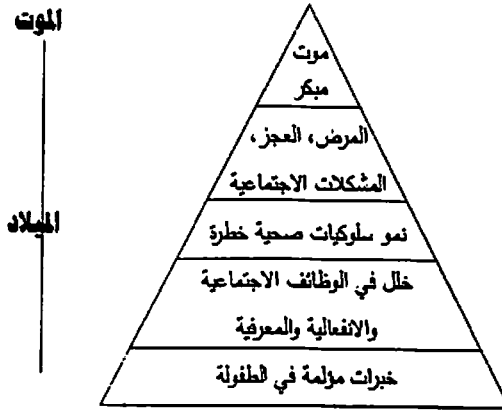 الموت
موت
مبكر
المرض، العجز،
المشكلات الاجتماعية
الميلاد
نمو سلوكيات صحية خطرة
خلل في الوظائف الاجتماعية
والانفعالية والمعرفية
خبرات مؤلمة في الطفولة